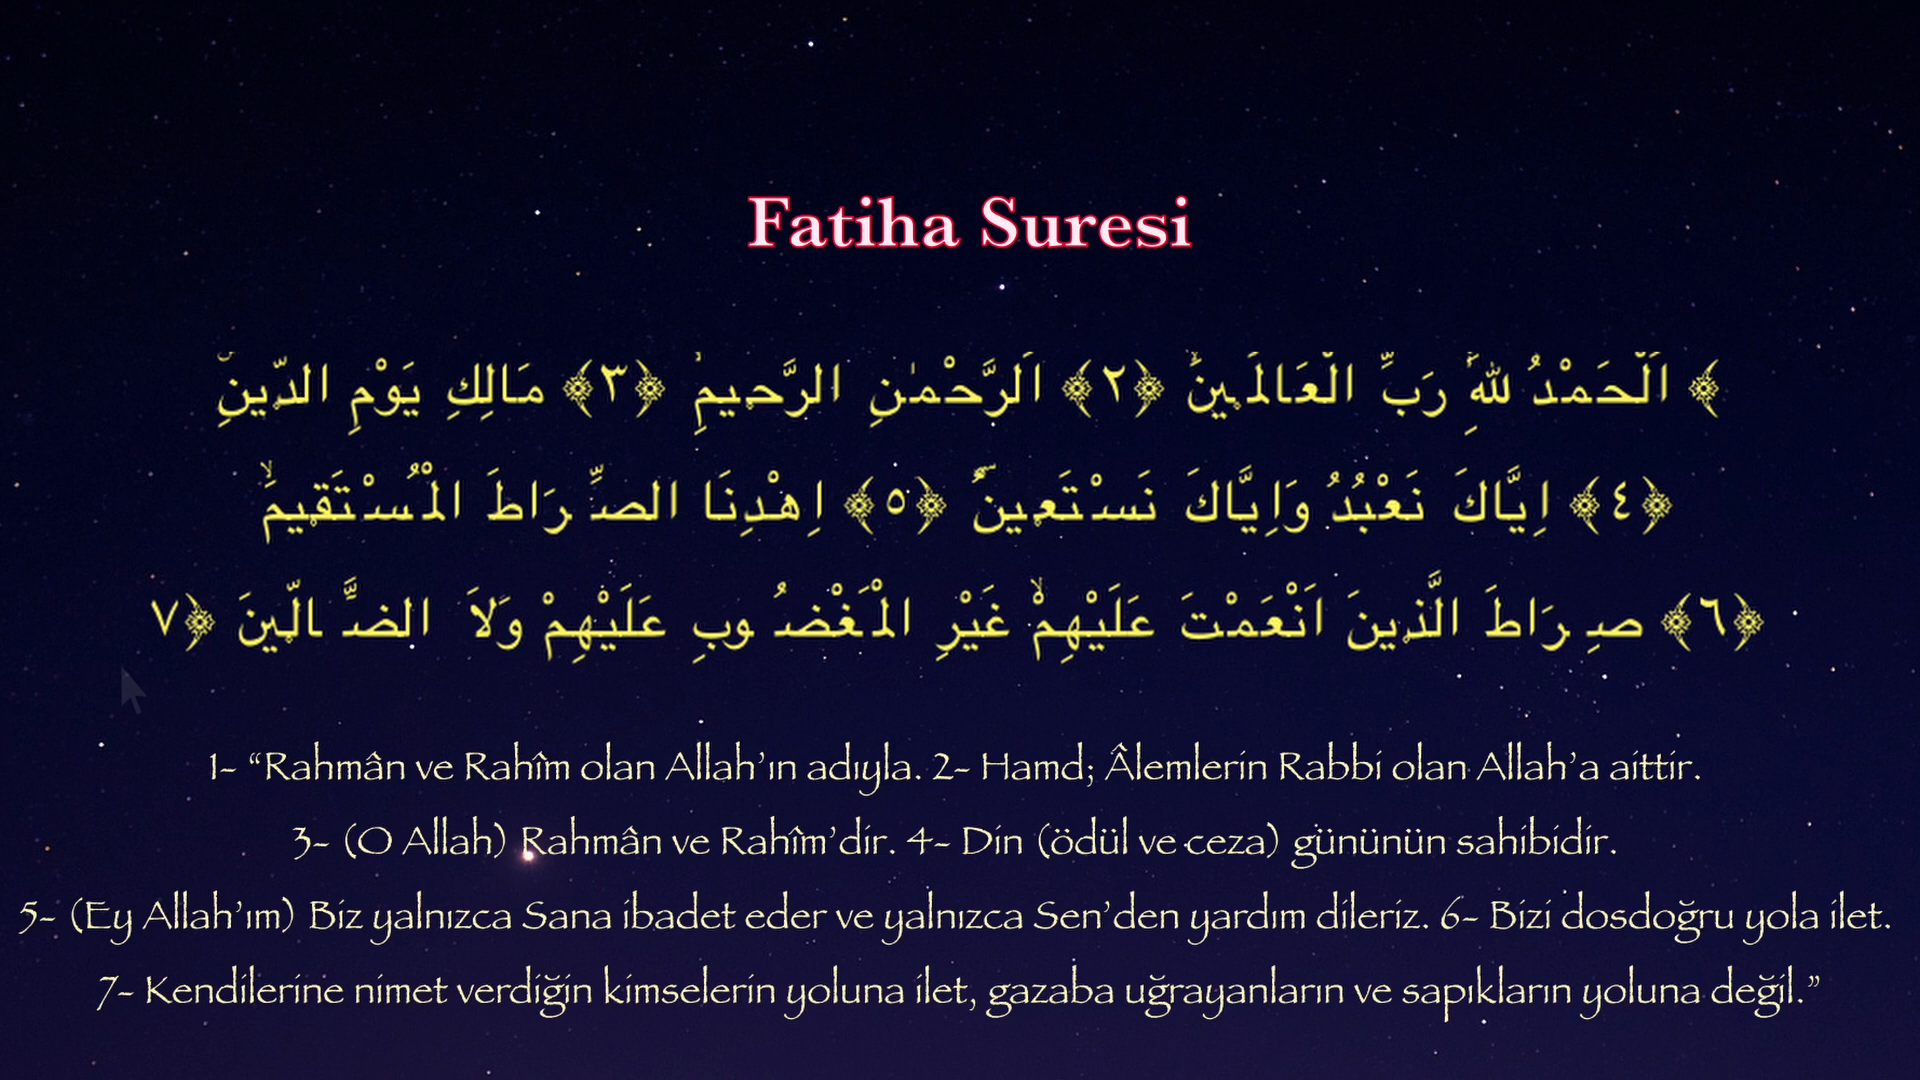 Fatiha Suresi
﴾ اَلْحَمْدُ لِلّٰهِ رَبِّ الْعَالَمٖينَۙ ﴿٢﴾ اَلرَّحْمٰنِ الرَّحٖيمِۙ ﴿٣﴾ مَالِكِ يَوْمِ الدّٖينِۜ
﴿٤﴾ اِيَّاكَ نَعْبُدُ وَاِيَّاكَ نَسْتَعٖينُۜ ﴿٥﴾ اِهْدِنَا الصِّرَاطَ الْمُسْتَقٖيمَۙ
﴿٦﴾ صِرَاطَ الَّذٖينَ اَنْعَمْتَ عَلَيْهِمْۙ غَيْرِ الْمَغْضُوبِ عَلَيْهِمْ وَلَا الضَّالّٖينَ ﴿٧
1- “Rahmân ve Rahîm olan Allah’ın adıyla. 2- Hamd; Âlemlerin Rabbi olan Allah’a aittir.
3- (O Allah) Rahmân ve Rahîm’dir. 4- Din (ödül ve ceza) gününün sahibidir.
5- (Ey Allah’ım) Biz yalnızca Sana ibadet eder ve yalnızca Sen’den yardım dileriz. 6- Bizi dosdoğru yola ilet.
7- Kendilerine nimet verdiğin kimselerin yoluna ilet, gazaba uğrayanların ve sapıkların yoluna değil.”